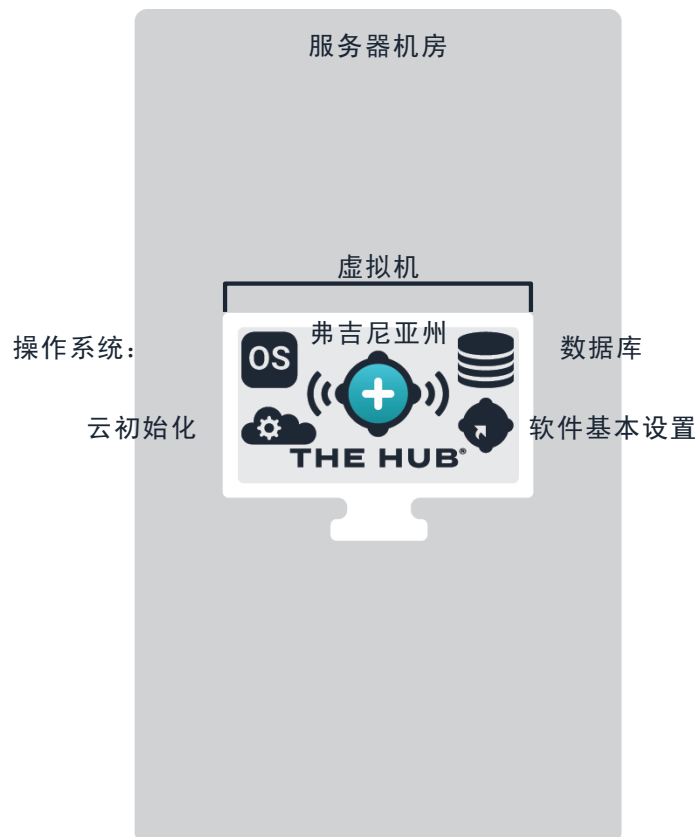 服务器机房
虚拟机
弗吉尼亚州
操作系统：
OS
数据库
云初始化
软件基本设置
THE HUB®